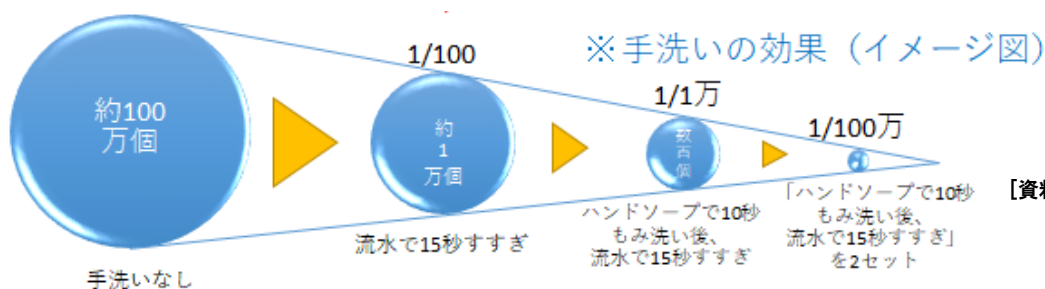 ※手洗いの効果（イメージ図）
約100
万個
手洗いなし
1/100
約
1
万個
流水で15秒すすぎ
1/1万
数
百
個
ハンドソープで10秒
もみ洗い後、
流水で15秒すすぎ
1/100万
「ハンドソープで10秒
もみ洗い後、
流水で15秒すすぎ」
を2セット
[資料